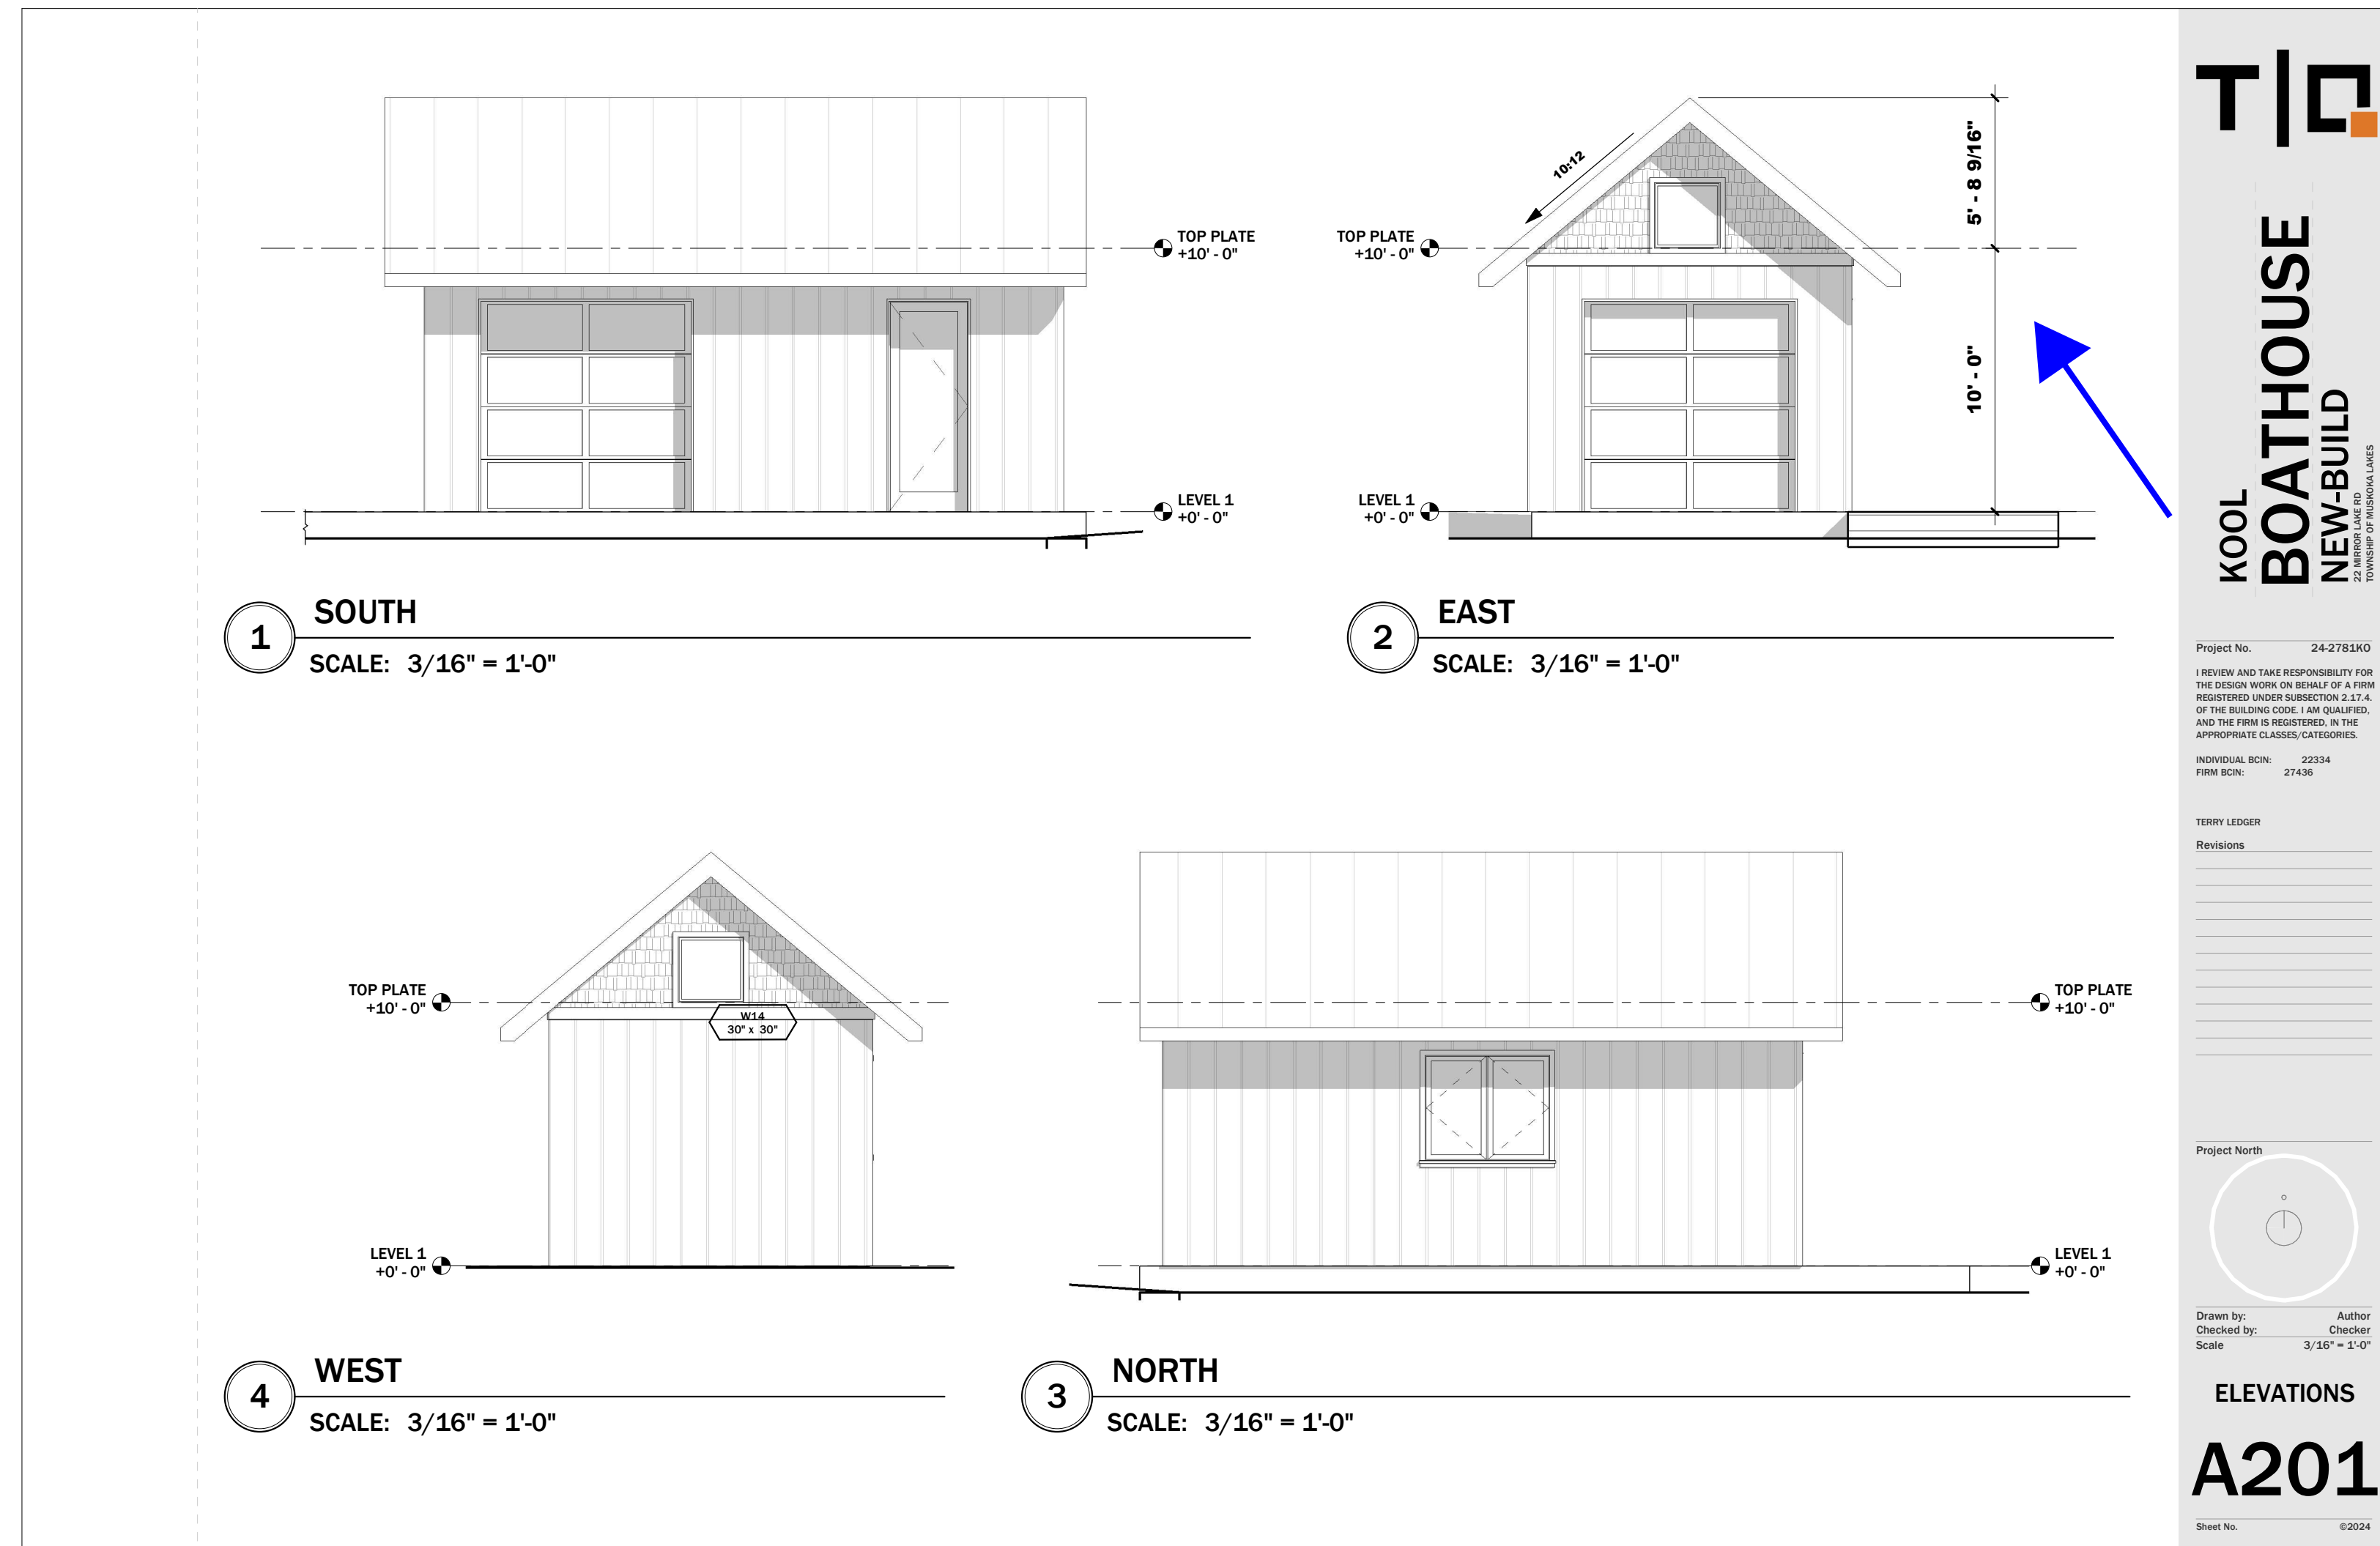 TOP PLATE
+10' - 0"
LEVEL 1
+0' - 0"
1
SOUTH
SCALE: 3/16" = 1'-0"
10:12
TOP PLATE
+10' - 0"
5' - 8 9/16"
10' - 0"
LEVEL 1
+0' - 0"
2
EAST
SCALE: 3/16" = 1'-0"
TOP PLATE
+10' - 0"
W14
30" x 30"
LEVEL 1
+0' - 0"
4
WEST
SCALE: 3/16" = 1'-0"
TOP PLATE
+10' - 0"
LEVEL 1
+0' - 0"
3
NORTH
SCALE: 3/16" = 1'-0"
KOOL
BOATHOUSE
NEW-BUILD
22 MIRROR LAKE RD
TOWNSHIP OF MUSKOKA LAKES
Project No. 24-2781KO
I REVIEW AND TAKE RESPONSIBILITY FOR
THE DESIGN WORK ON BEHALF OF A FIRM
REGISTERED UNDER SUBSECTION 2.17.4.
OF THE BUILDING CODE. I AM QUALIFIED,
AND THE FIRM IS REGISTERED, IN THE
APPROPRIATE CLASSES/CATEGORIES.
INDIVIDUAL BCIN: 22334
FIRM BCIN: 27436
TERRY LEDGER
Revisions
Project North
Drawn by: Author
Checked by: Checker
Scale 3/16" = 1'-0"
ELEVATIONS
A201
Sheet No. ©2024